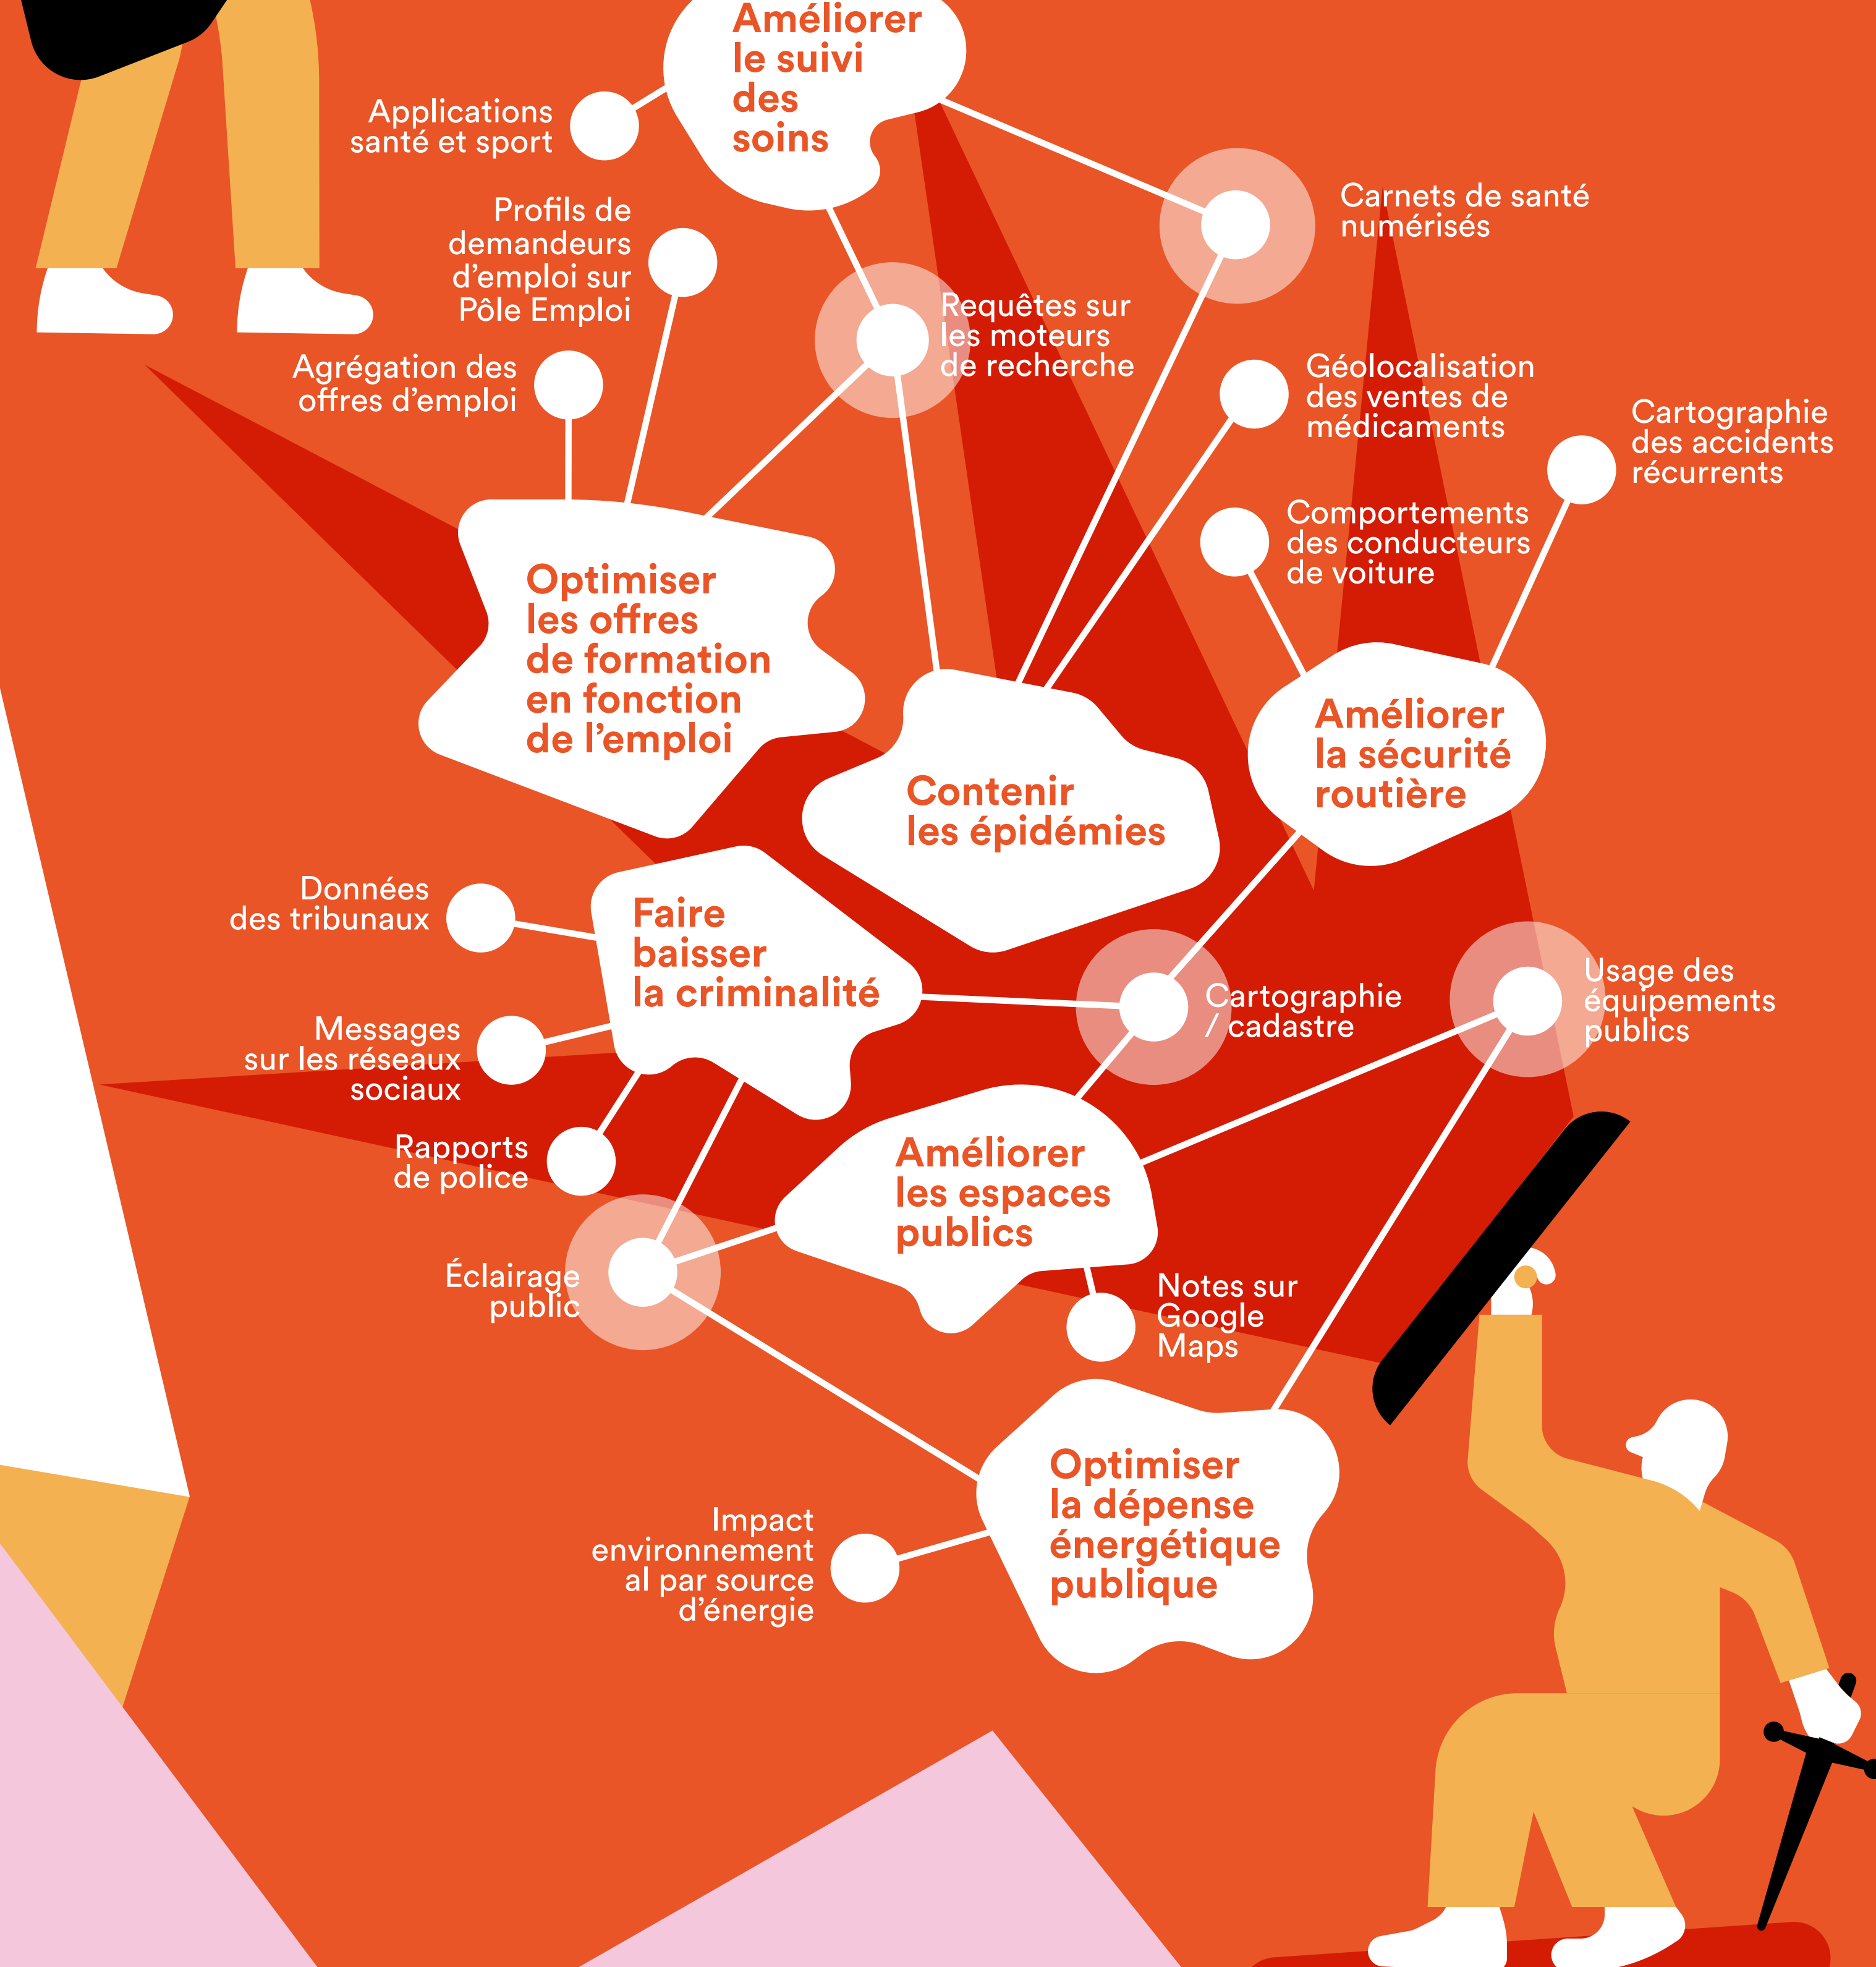 Améliorer
le suivi
des
soins
Applications
santé et sport
Carnets de santé
numérisés
Profils de
demandeurs
d'emploi sur
Pôle Emploi
Requêtes sur
les moteurs
de recherche
Agrégation des
offres d'emploi
Géolocalisation
des ventes de
médicaments
Cartographie
des accidents
récurrents
Comportements
des conducteurs
de voiture
Optimiser
les offres
de formation
en fonction
de l'emploi
Améliorer
la sécurité
routière
Contenir
les épidémies
Données
des tribunaux
Faire
baisser
la criminalité
Cartographie
/ cadastre
Usage des
équipements
publics
Messages
sur les réseaux
sociaux
Rapports
de police
Améliorer
les espaces
publics
Éclairage
public
Notes sur
Google
Maps
Optimiser
la dépense
énergétique
publique
Impact
environnement
al par source
d'énergie